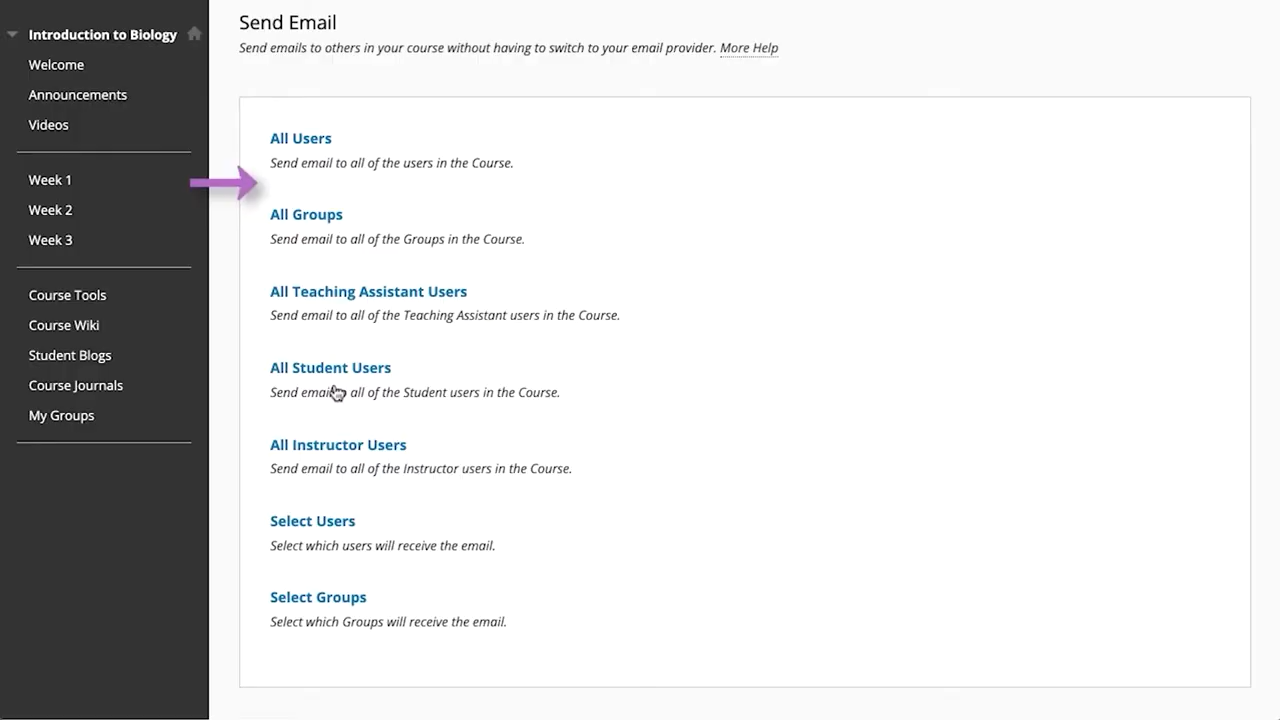 Introduction to Biology
Welcome
Announcements
Videos
Week 1
Week 2
Week 3
Course Tools
Course Wiki
Student Blogs
Course Journals
My Groups
Send Email
Send emails to others in your course without having to switch to your email provider. More Help
All Users
Send email to all of the users in the Course.
All Groups
Send email to all of the Groups in the Course.
All Teaching Assistant Users
Send email to all of the Teaching Assistant users in the Course.
All Student Users
Send email all of the Student users in the Course.
All Instructor Users
Send email to all of the Instructor users in the Course.
Select Users
Select which users will receive the email.
Select Groups
Select which Groups will receive the email.